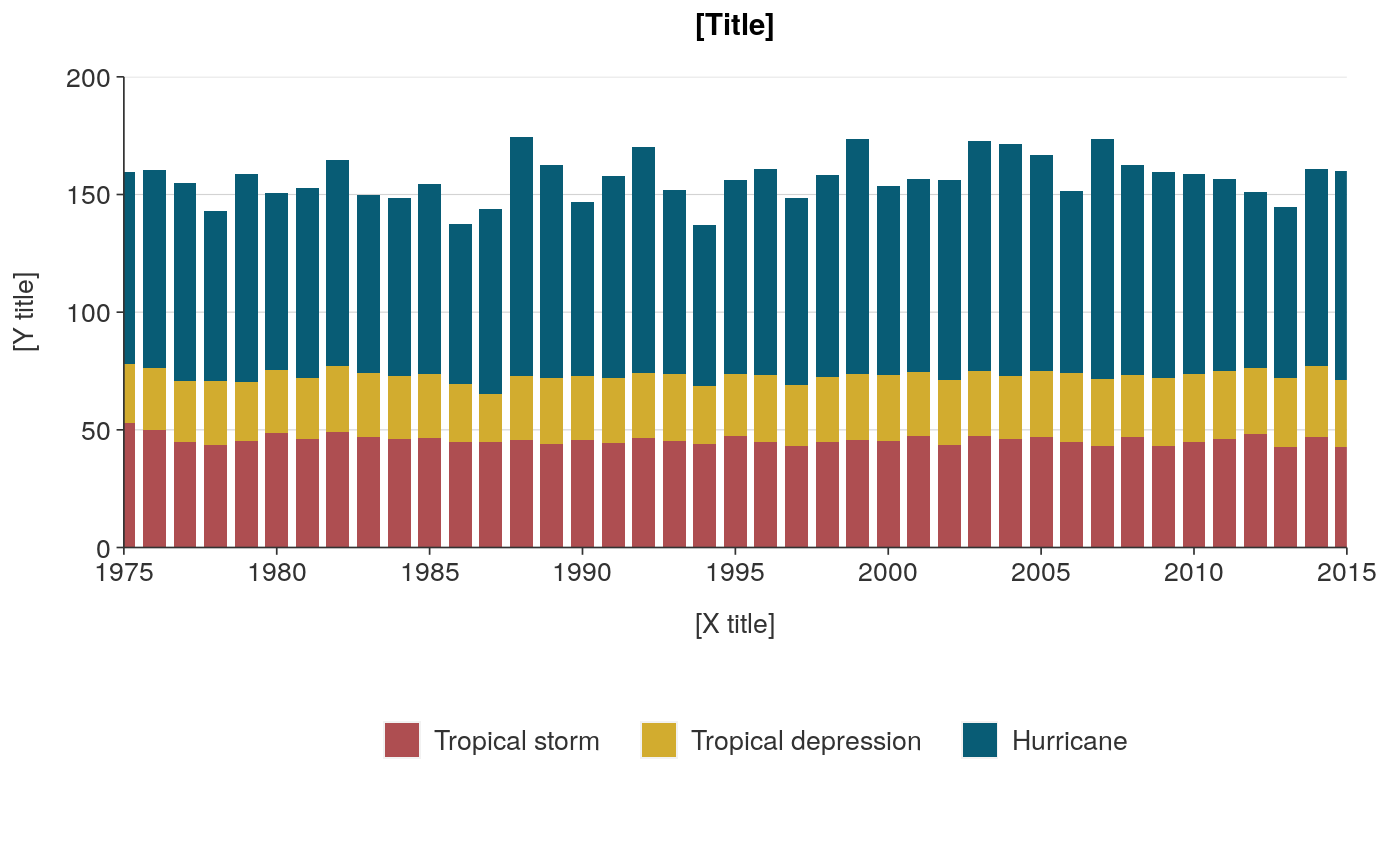 [Title]
200
150
100
50
0
[Y title]
1975 1980 1985 1990 1995 2000 2005 2010 2015
[X title]
Tropical storm Tropical depression Hurricane